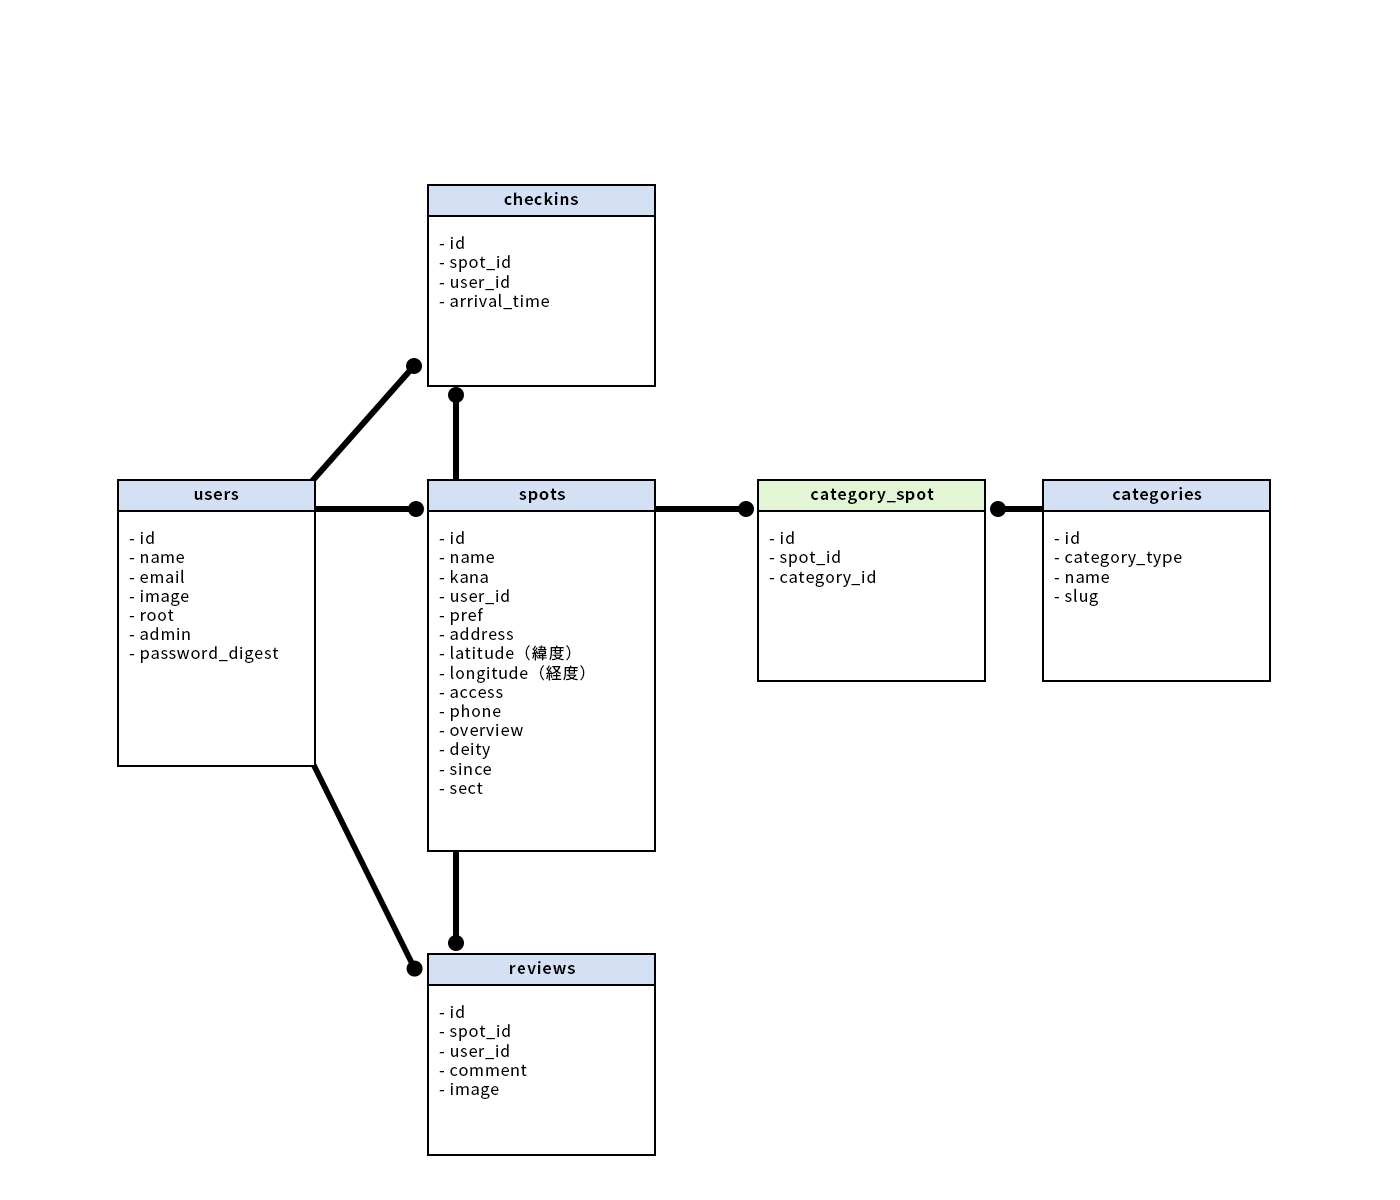 checkins
- id
- spot_id
- user_id
- arrival_time
users
- id
- name
- email
- image
- root
- admin
- password_digest
spots
- id
- name
- kana
- user_id
- pref
- address
- latitude（緯度）
- longitude（経度）
- access
- phone
- overview
- deity
- since
- sect
category_spot
- id
- spot_id
- category_id
categories
- id
- category_type
- name
- slug
reviews
- id
- spot_id
- user_id
- comment
- image